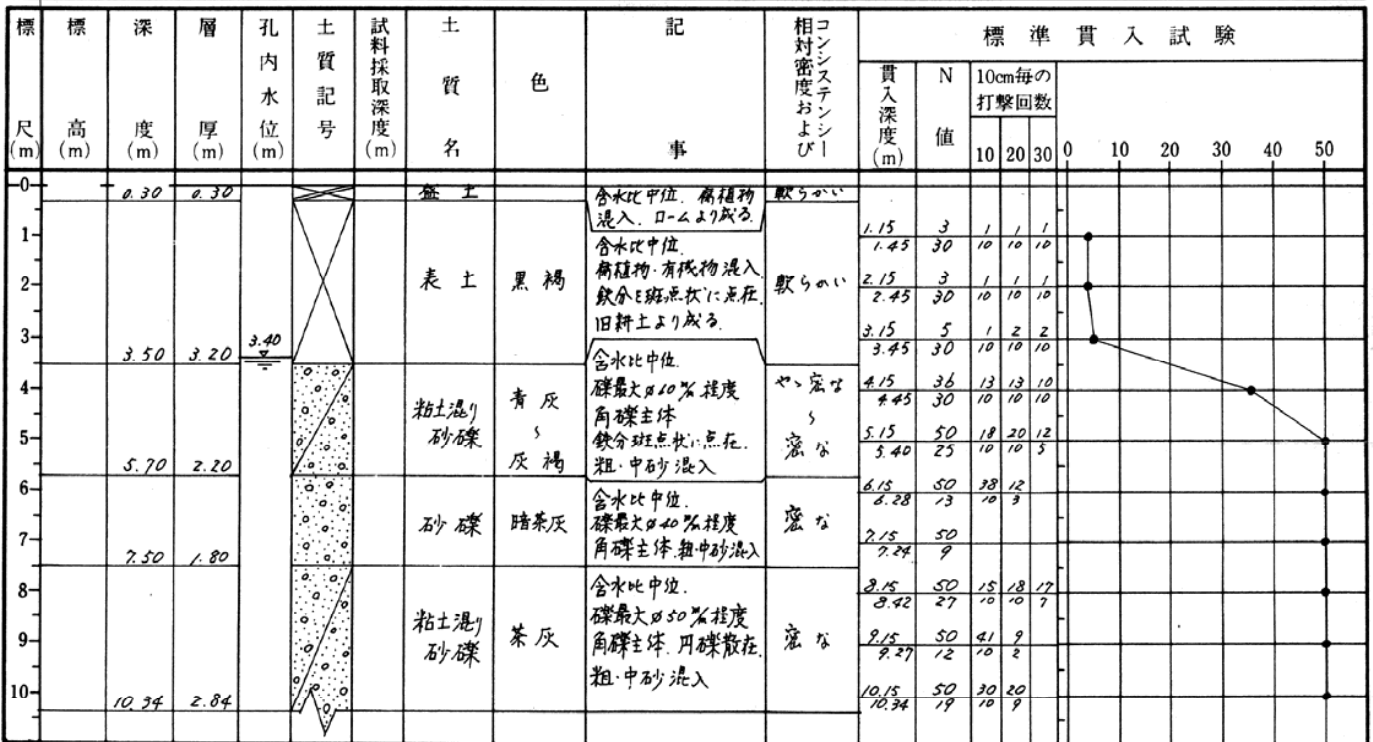 標尺(m) 標高(m) 深度(m) 層厚(m) 孔内水位(m) 土質記号 試料採取深度(m) 土質名 色 記事 相対密度およびコンシステンシー 標準貫入試験
貫入深度(m) N値 10cm毎の打撃回数
10 20 30 0 10 20 30 40 50
0
0.30 0.30 盛土 含水比中位. 腐植物 軟らかい
混入. ロームより成る.
1
1.15 3 1 1 1
1.45 30 10 10 10
含水比中位.
腐植物・有機物混入.
2
表土 黒褐 軟らかい
2.15 3 1 1 1
2.45 30 10 10 10
鉄分を斑点状に点在.
旧耕土より成る.
3
3.40
3.15 5 1 2 2
3.45 30 10 10 10
3.50 3.20
含水比中位.
4
礫最大φ60m/m程度
やゝ密な
〜
密な
4.15 36 13 13 10
4.45 30 10 10 10
粘土混り
砂礫
青灰
〜
灰褐
角礫主体
鉄分斑点状に点在.
粗・中砂混入
5
5.15 50 18 20 12
5.40 25 10 10 5
5.70 2.20
6
6.15 50 38 12
6.28 13 10 3
含水比中位.
砂礫 暗茶灰 礫最大φ40m/m程度 密な
角礫主体. 粗・中砂混入
7
7.15 50
7.24 9
7.50 1.80
8
8.15 50 15 18 17
8.42 27 10 10 7
含水比中位.
礫最大φ50m/m程度
粘土混り
砂礫
茶灰 角礫主体. 円礫散在. 密な
粗・中砂混入
9
9.15 50 41 9
9.27 12 10 2
10
10.15 50 30 20
10.34 2.84
10.34 19 10 9